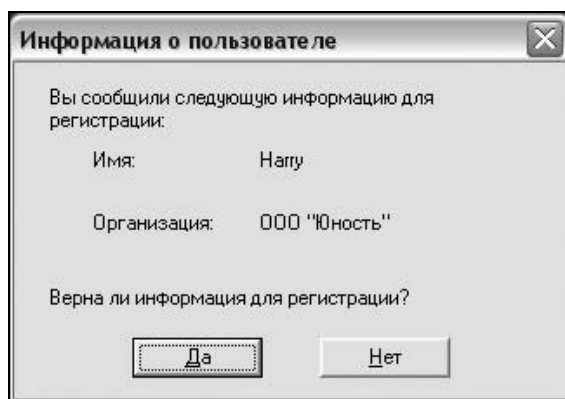 Информация о пользователе
Вы сообщили следующую информацию для
регистрации:
Имя: Harry
Организация: ООО "Юность"
Верна ли информация для регистрации?
Да Нет